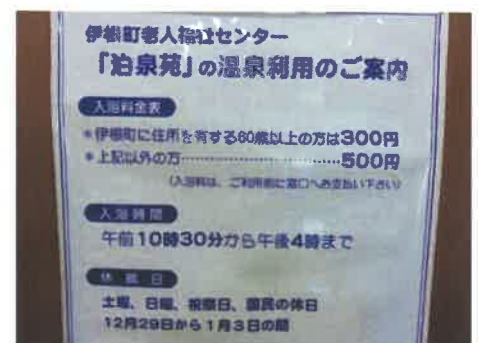 伊根町老人福祉センター
「泊泉苑」の温泉利用のご案内
入浴料金表
*伊根町に住所を有する60歳以上の方は300円
*上記以外の方……………………500円
(入浴料は、ご利用前に窓口へお支払い下さい)
入浴時間
午前10時30分から午後4時まで
休館日
土曜、日曜、祝祭日、国民の休日
12月29日から1月3日の間